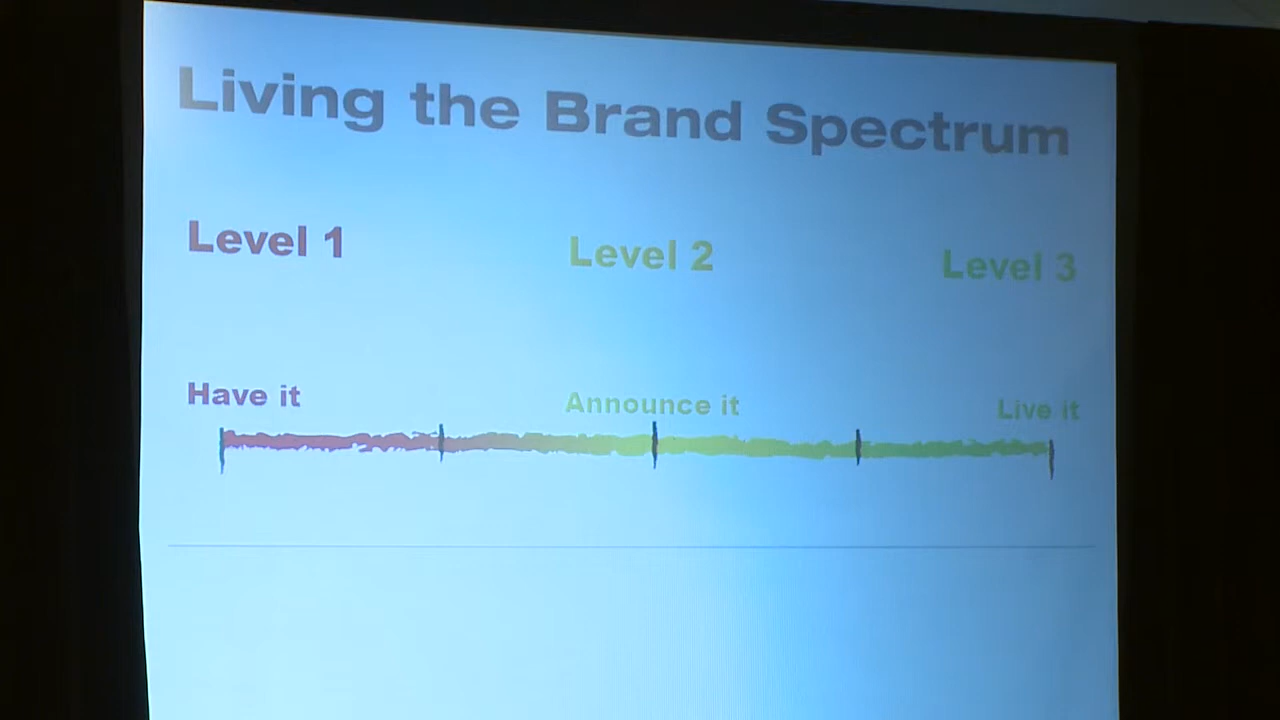 Living the Brand Spectrum
Level 1 Level 2 Level 3
Have it Announce it Live it